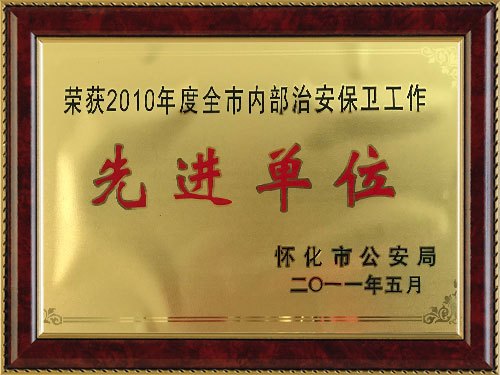 荣获2010年度全市内部治安保卫工作
先进单位
怀化市公安局
二〇一一年五月